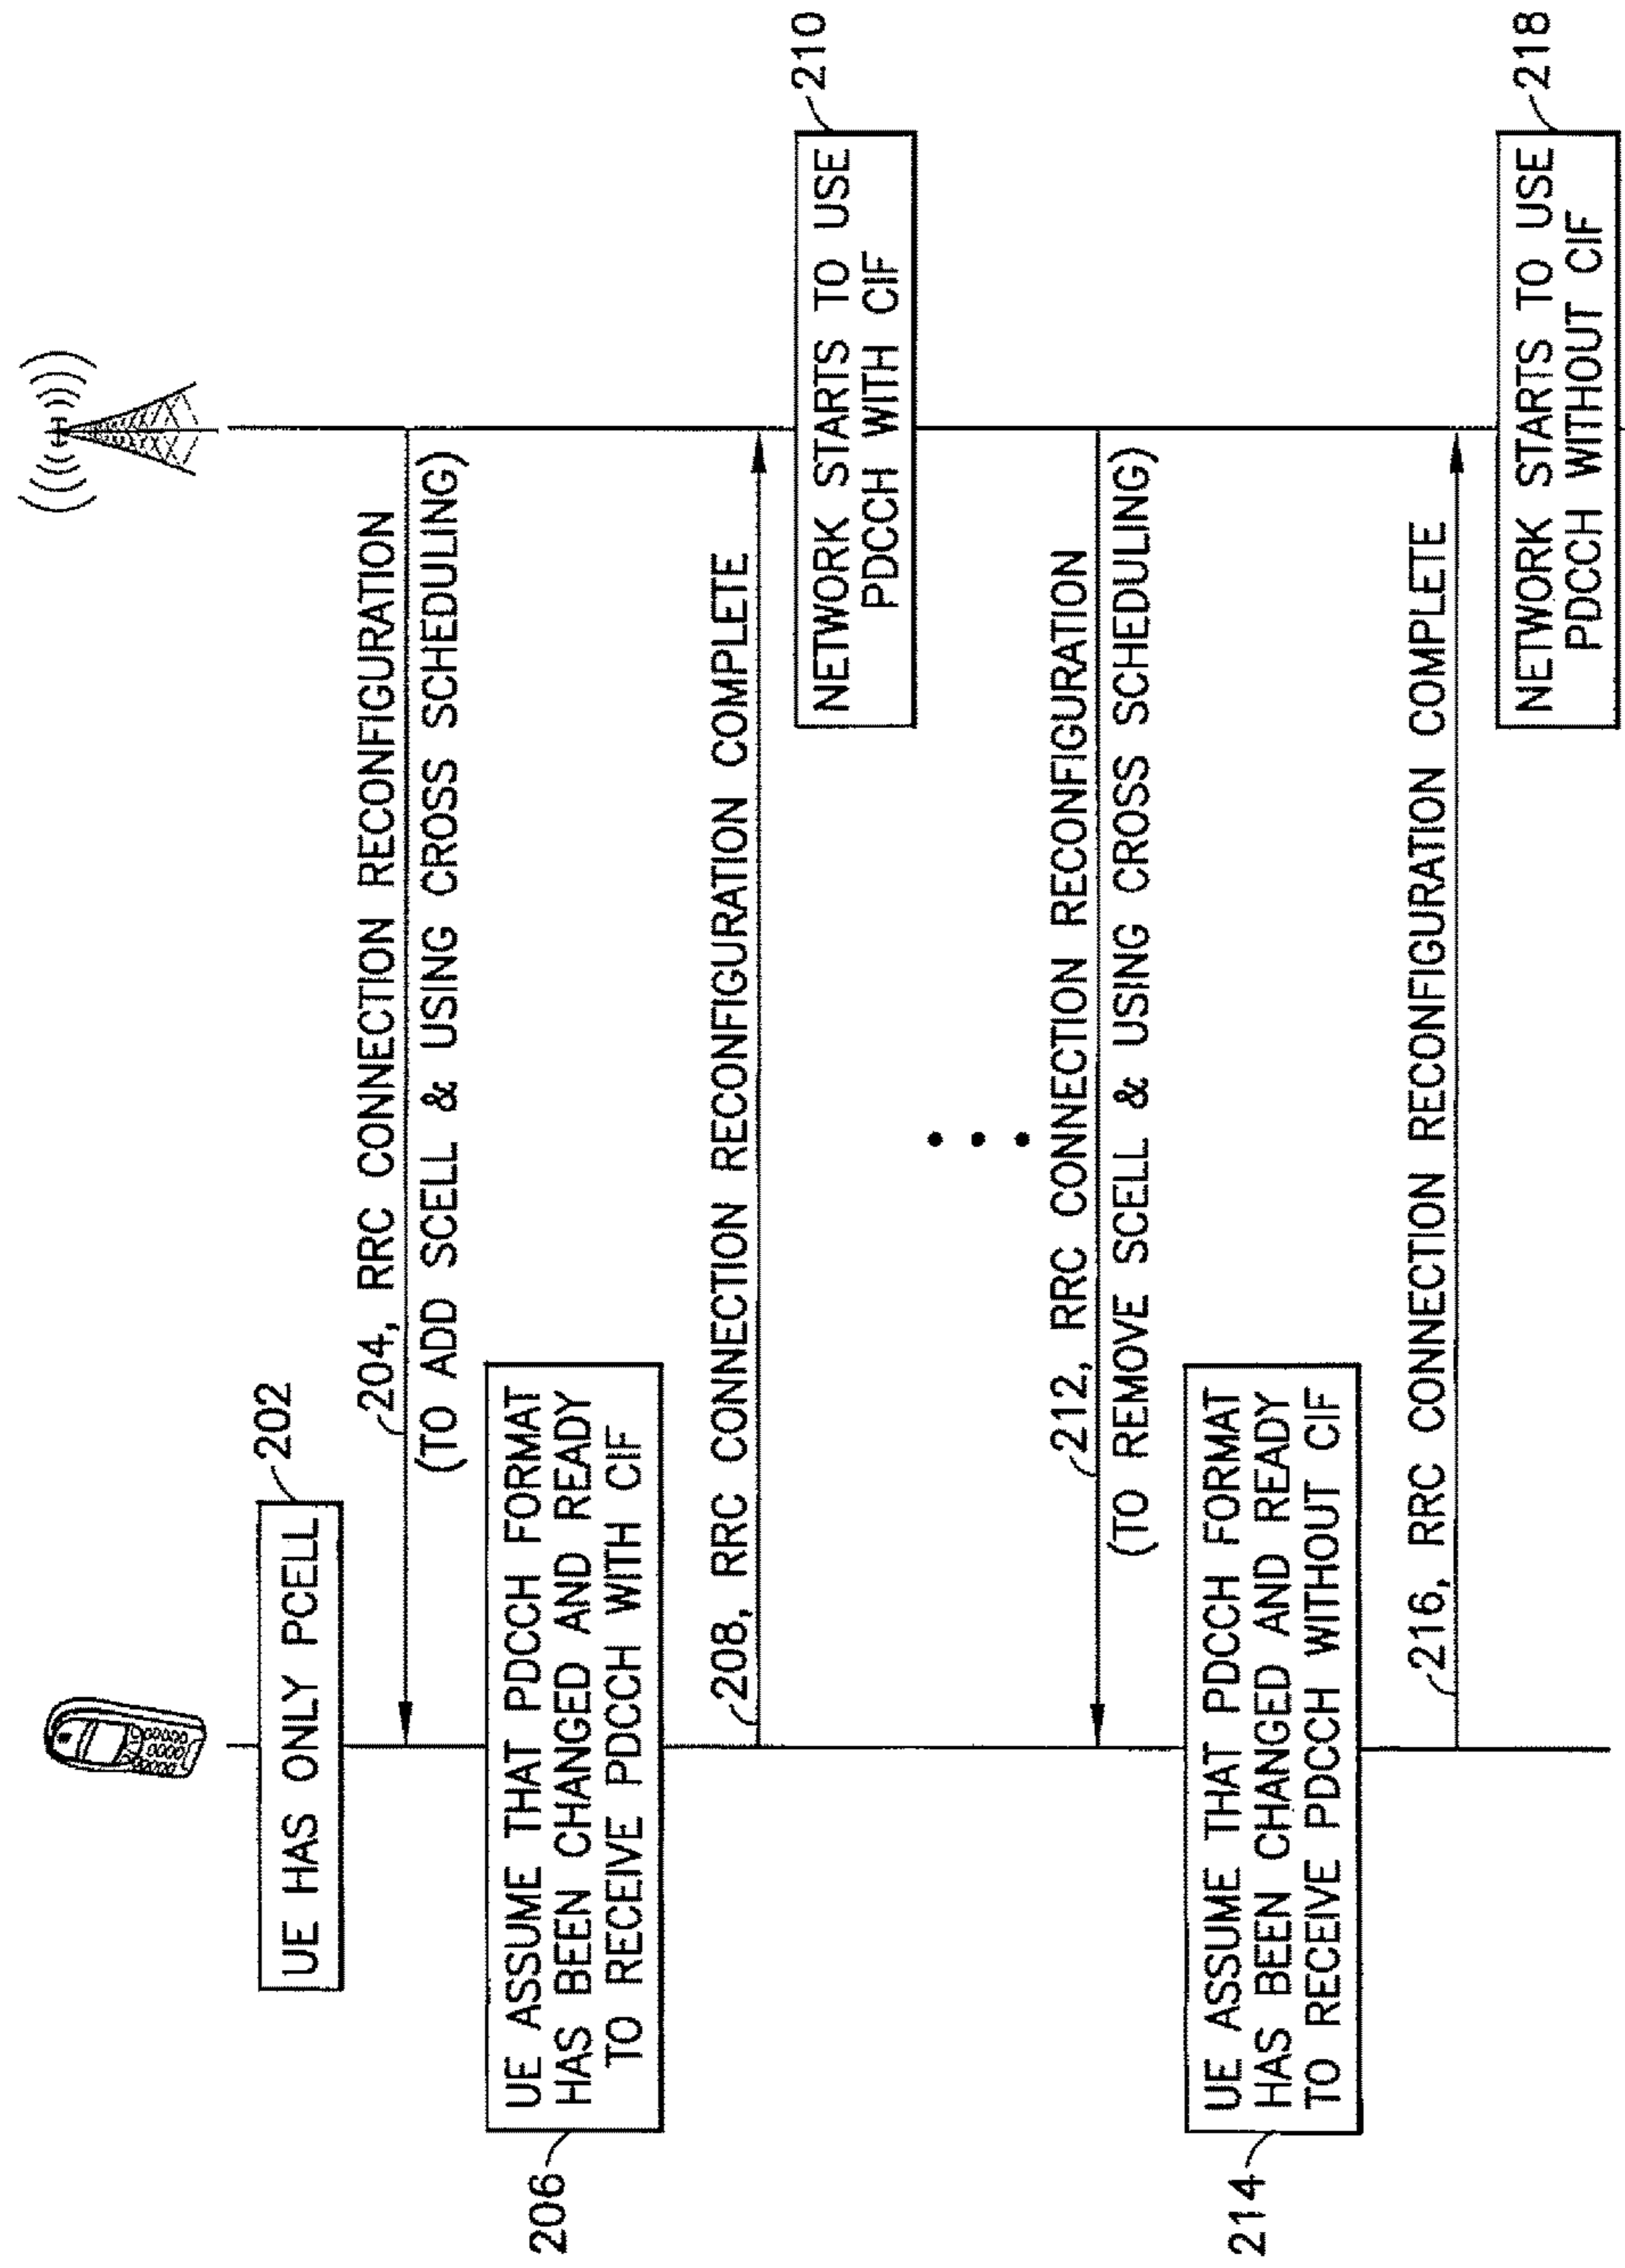 UE HAS ONLY PCELL
202
204, RRC CONNECTION RECONFIGURATION
(TO ADD SCELL & USING CROSS SCHEDULING)
206
UE ASSUME THAT PDCCH FORMAT
HAS BEEN CHANGED AND READY
TO RECEIVE PDCCH WITH CIF
208, RRC CONNECTION RECONFIGURATION COMPLETE
NETWORK STARTS TO USE
PDCCH WITH CIF
210
212, RRC CONNECTION RECONFIGURATION
(TO REMOVE SCELL & USING CROSS SCHEDULING)
214
UE ASSUME THAT PDCCH FORMAT
HAS BEEN CHANGED AND READY
TO RECEIVE PDCCH WITHOUT CIF
216, RRC CONNECTION RECONFIGURATION COMPLETE
NETWORK STARTS TO USE
PDCCH WITHOUT CIF
218